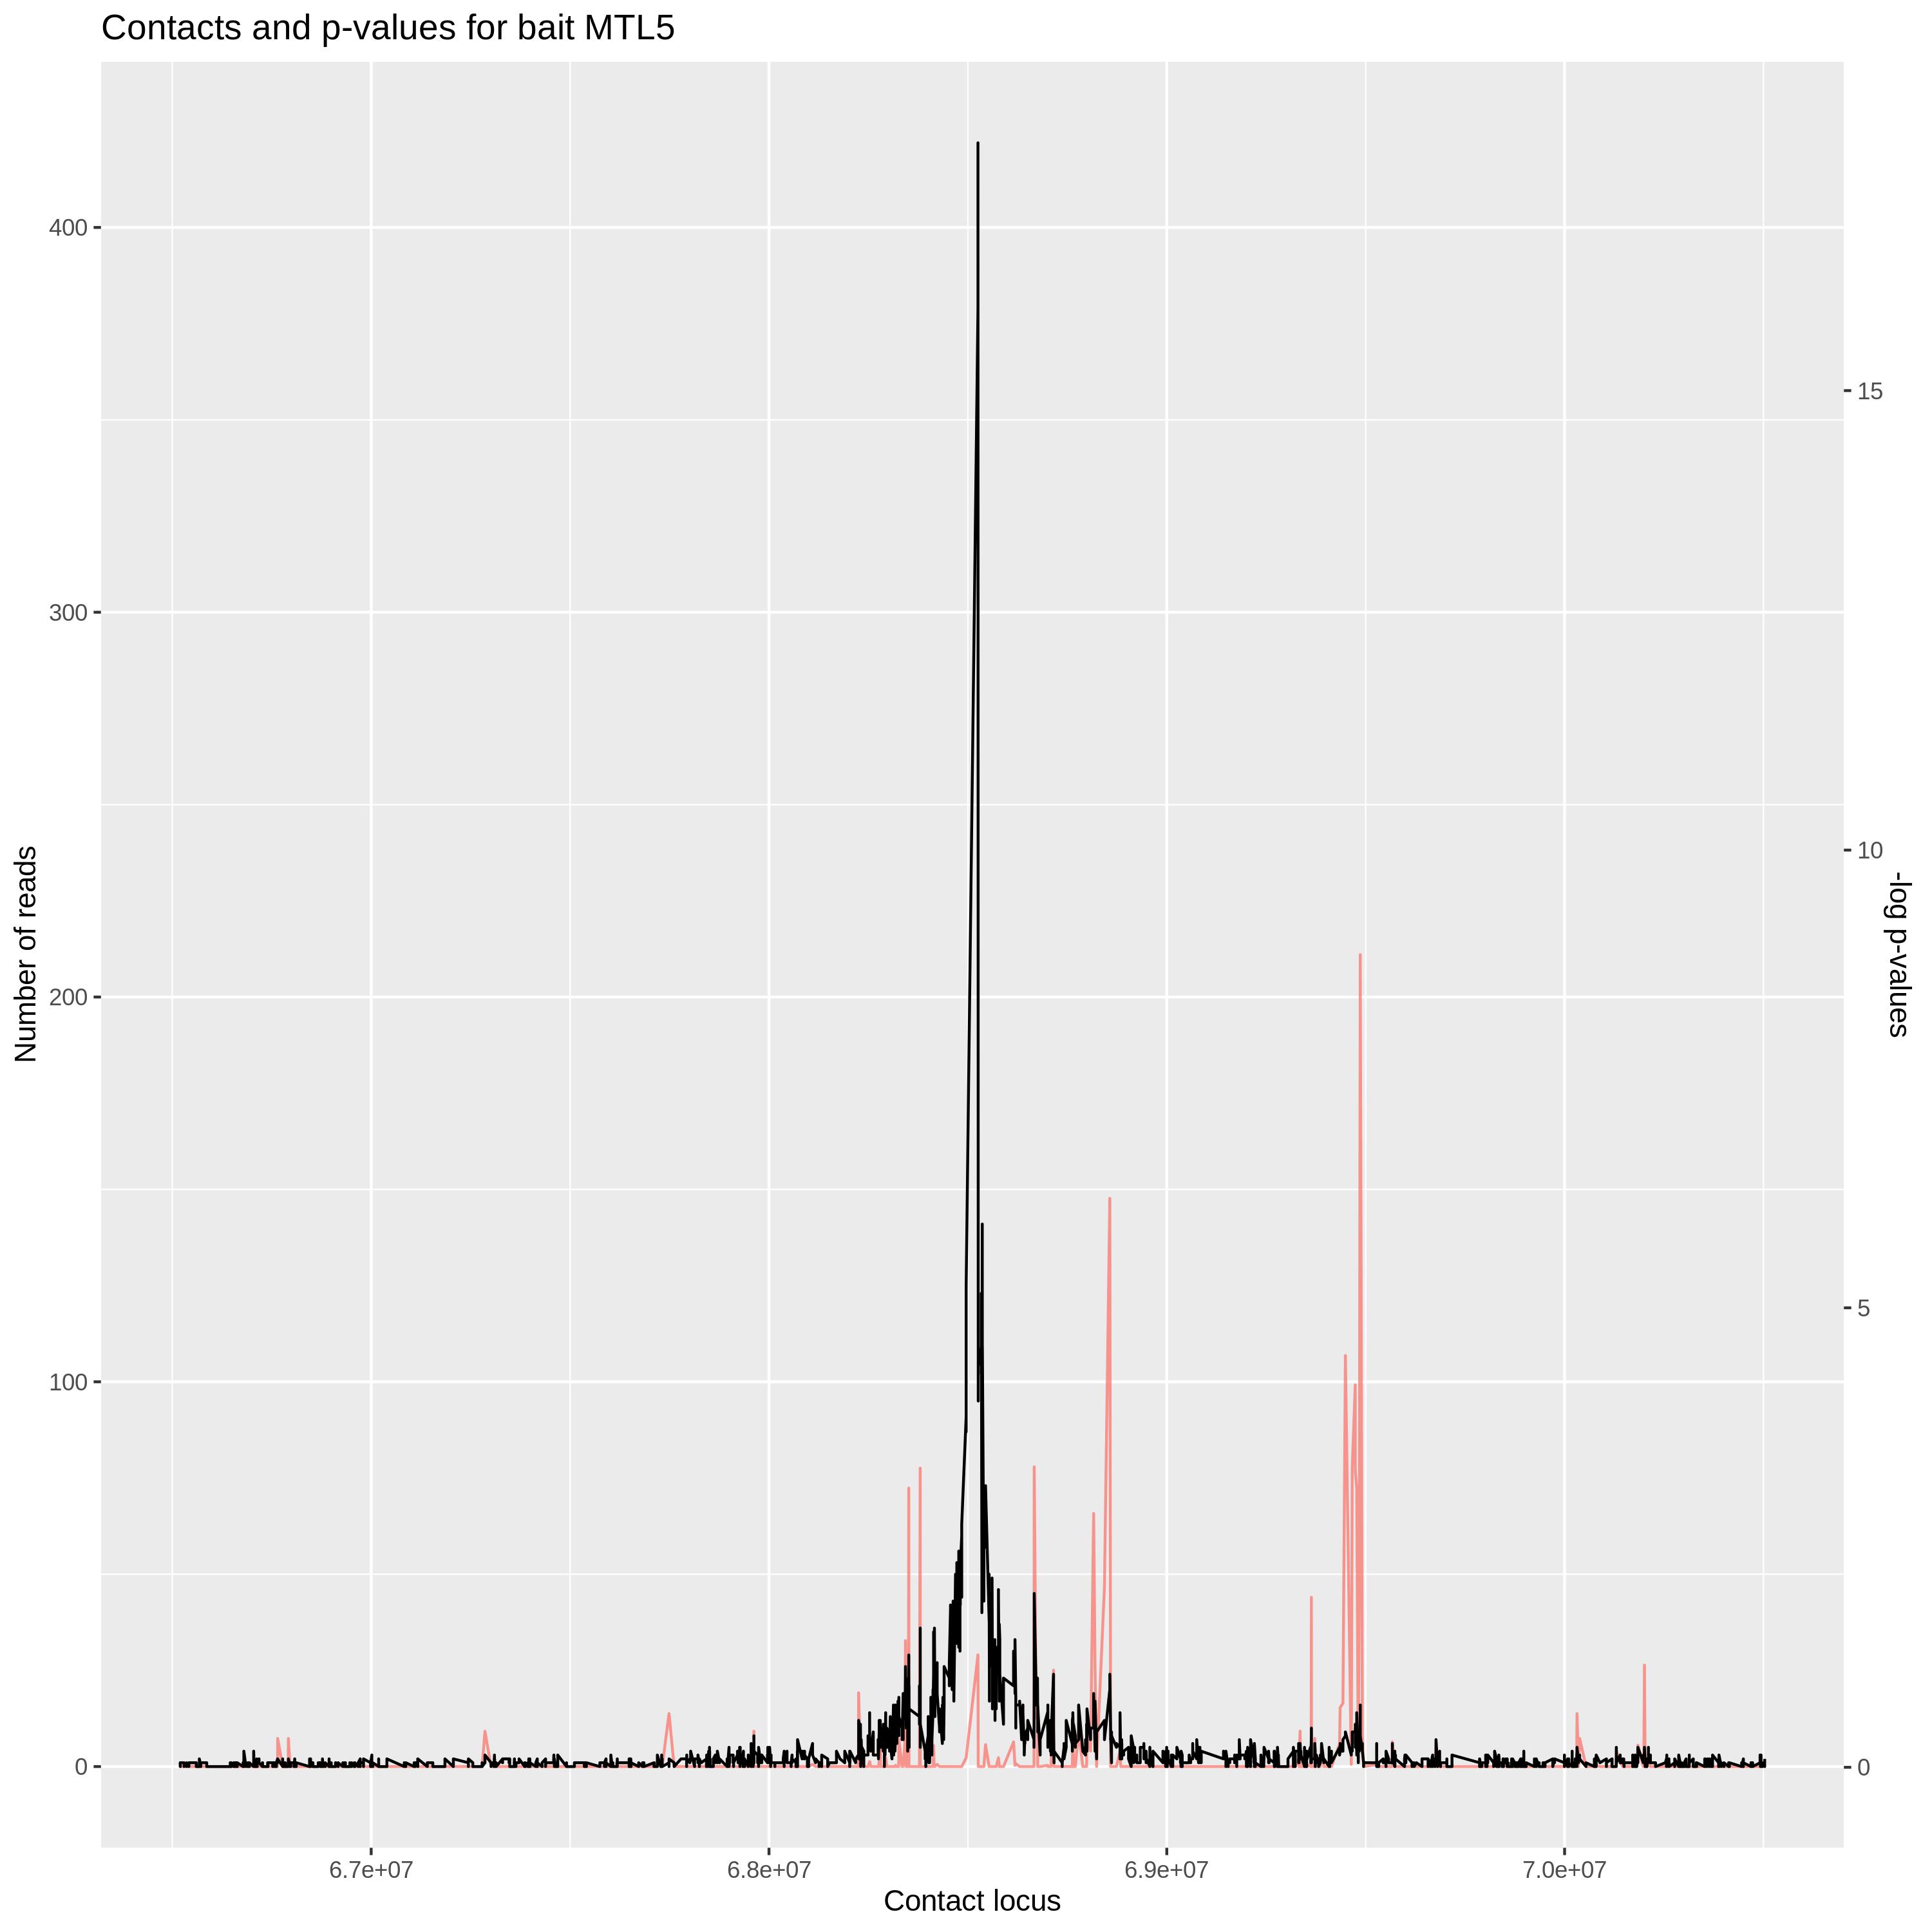 Contacts and p-values for bait MTL5
Number of reads
400
300
200
100
0
15
10
5
0
-log p-values
6.7e+07
6.8e+07
6.9e+07
7.0e+07
Contact locus